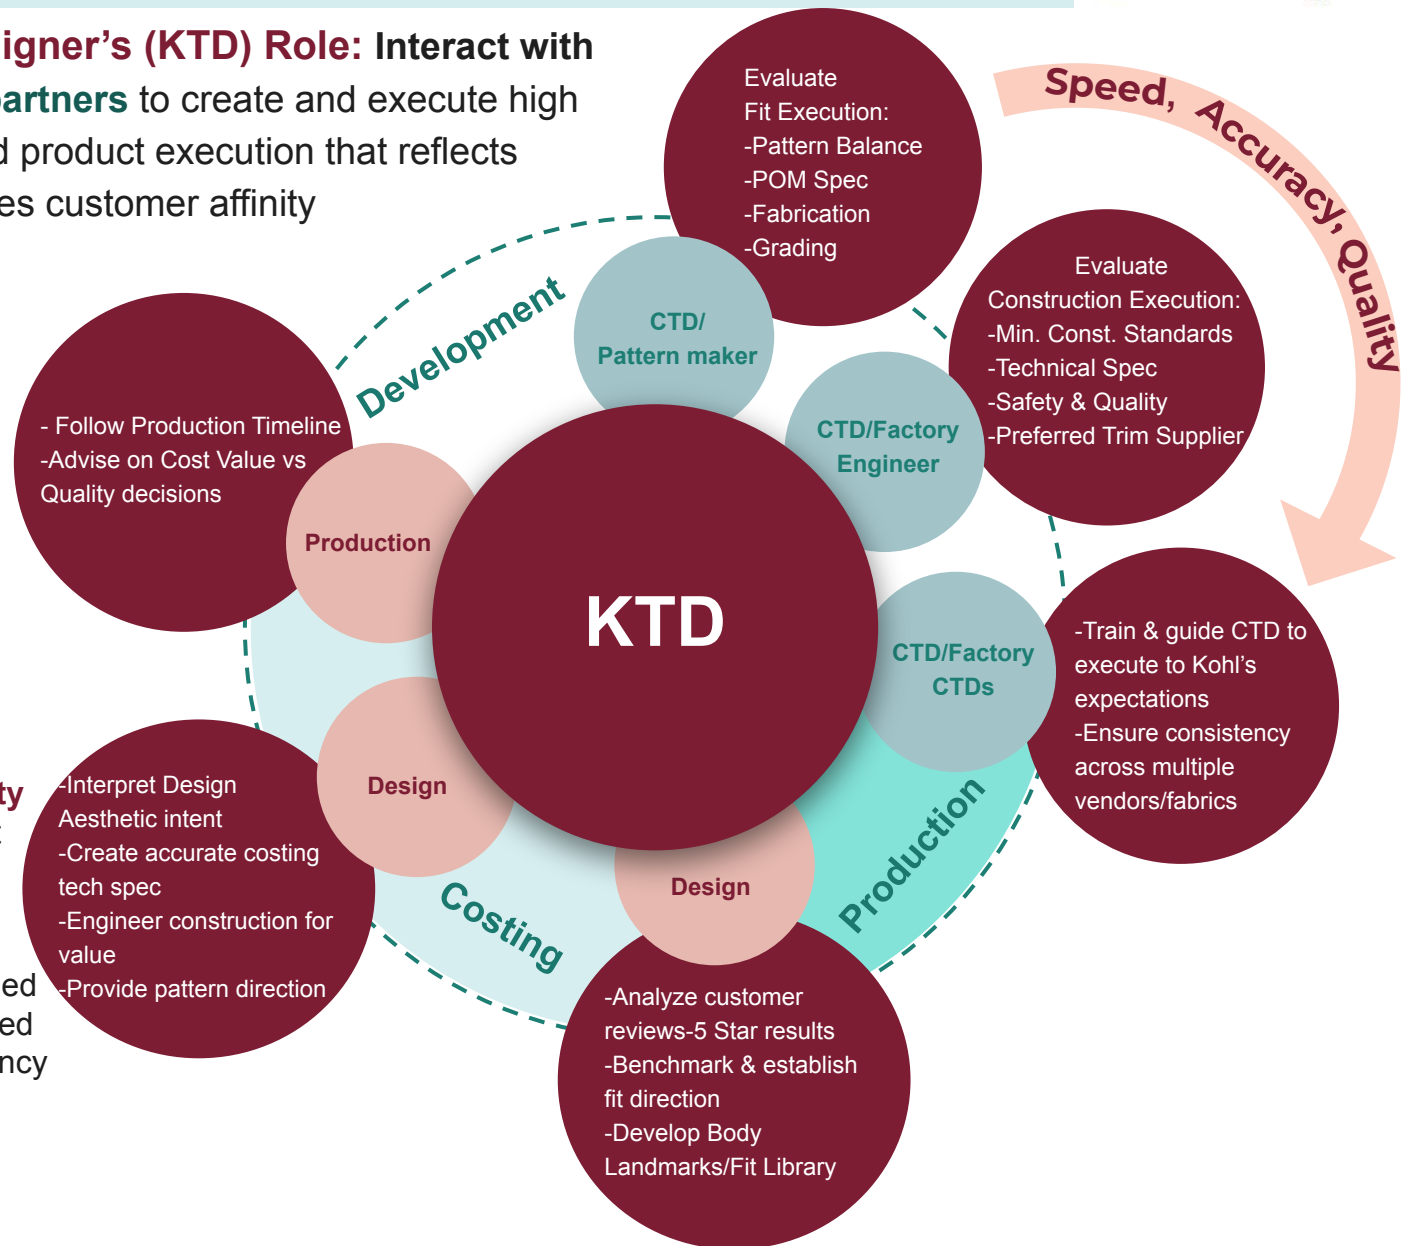 igner’s (KTD) Role: Interact with
artners to create and execute high
d product execution that reflects
es customer affinity
Speed, Accuracy, Quality
Evaluate
Fit Execution:
-Pattern Balance
-POM Spec
-Fabrication
-Grading
Evaluate
Construction Execution:
-Min. Const. Standards
-Technical Spec
-Safety & Quality
-Preferred Trim Supplier
Development
CTD/
Pattern maker
CTD/Factory
Engineer
- Follow Production Timeline
-Advise on Cost Value vs
Quality decisions
Production
KTD
CTD/Factory
CTDs
-Train & guide CTD to
execute to Kohl’s
expectations
-Ensure consistency
across multiple
vendors/fabrics
ty
-Interpret Design
Aesthetic intent
-Create accurate costing
tech spec
-Engineer construction for
value
-Provide pattern direction
ed
ed
ncy
Design
Costing
Design
Production
-Analyze customer
reviews-5 Star results
-Benchmark & establish
fit direction
-Develop Body
Landmarks/Fit Library